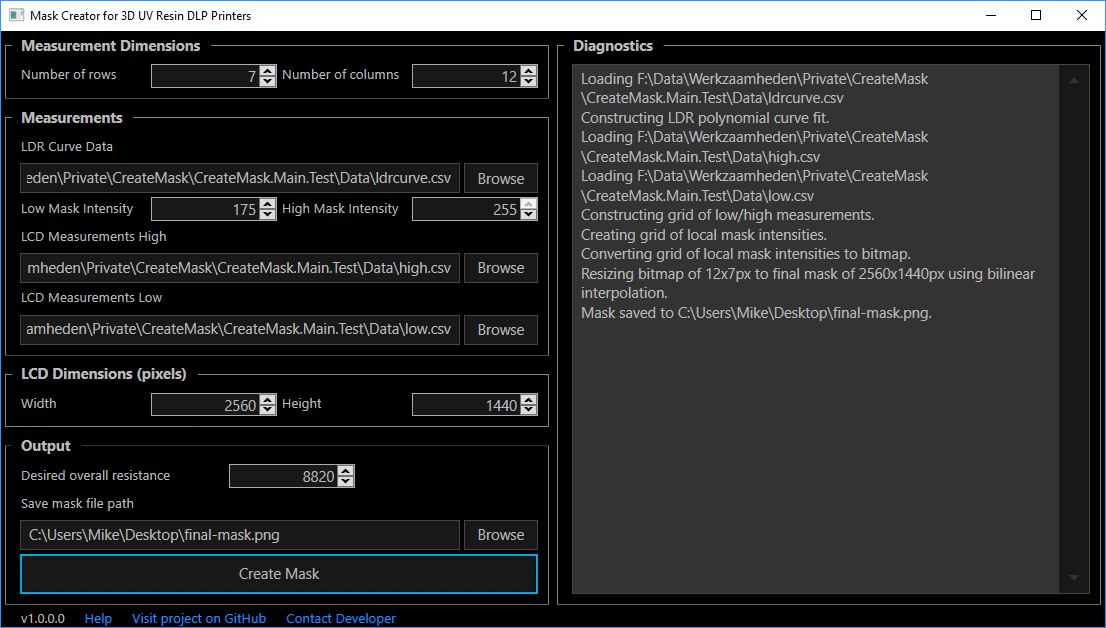 Mask Creator for 3D UV Resin DLP Printers
Measurement Dimensions
Number of rows 7 Number of columns 12
Measurements
LDR Curve Data
eden\Private\CreateMask\CreateMask.Main.Test\Data\ldrcurve.csv Browse
Low Mask Intensity 175 High Mask Intensity 255
LCD Measurements High
mheden\Private\CreateMask\CreateMask.Main.Test\Data\high.csv Browse
LCD Measurements Low
amheden\Private\CreateMask\CreateMask.Main.Test\Data\low.csv Browse
LCD Dimensions (pixels)
Width 2560 Height 1440
Output
Desired overall resistance 8820
Save mask file path
C:\Users\Mike\Desktop\final-mask.png Browse
Create Mask
Diagnostics
Loading F:\Data\Werkzaamheden\Private\CreateMask
\CreateMask.Main.Test\Data\ldrcurve.csv
Constructing LDR polynomial curve fit.
Loading F:\Data\Werkzaamheden\Private\CreateMask
\CreateMask.Main.Test\Data\high.csv
Loading F:\Data\Werkzaamheden\Private\CreateMask
\CreateMask.Main.Test\Data\low.csv
Constructing grid of low/high measurements.
Creating grid of local mask intensities.
Converting grid of local mask intensities to bitmap.
Resizing bitmap of 12x7px to final mask of 2560x1440px using bilinear
interpolation.
Mask saved to C:\Users\Mike\Desktop\final-mask.png.
v1.0.0.0 Help Visit project on GitHub Contact Developer